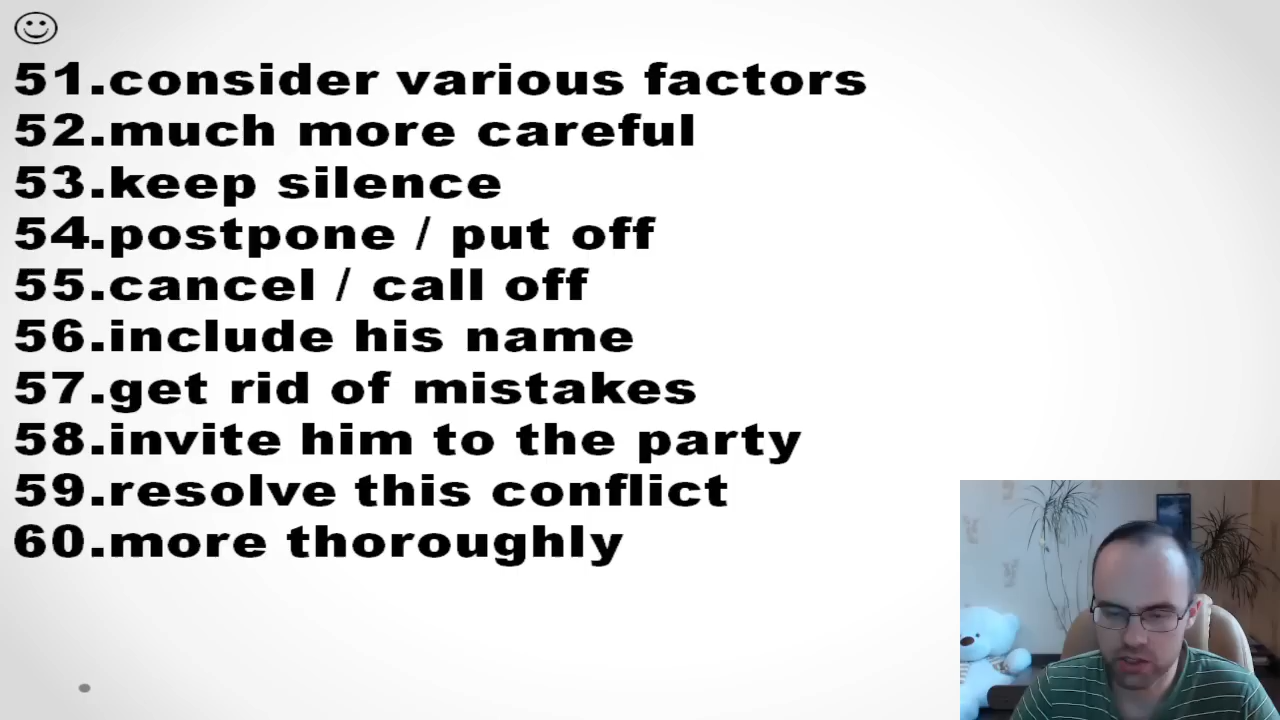 51.consider various factors
52.much more careful
53.keep silence
54.postpone / put off
55.cancel / call off
56.include his name
57.get rid of mistakes
58.invite him to the party
59.resolve this conflict
60.more thoroughly